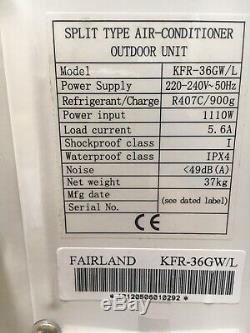 SPLIT TYPE AIR-CONDITIONER
OUTDOOR UNIT
Model KFR-36GW/L
Power Supply 220-240V~50Hz
Refrigerant/Charge R407C/900g
Power input 1110W
Load current 5.6A
Shockproof class I
Waterproof class IPX4
Noise <49dB(A)
Net weight 37kg
Mfg date
Serial No. (see dated label)
CE
FAIRLAND KFR-36GW/L